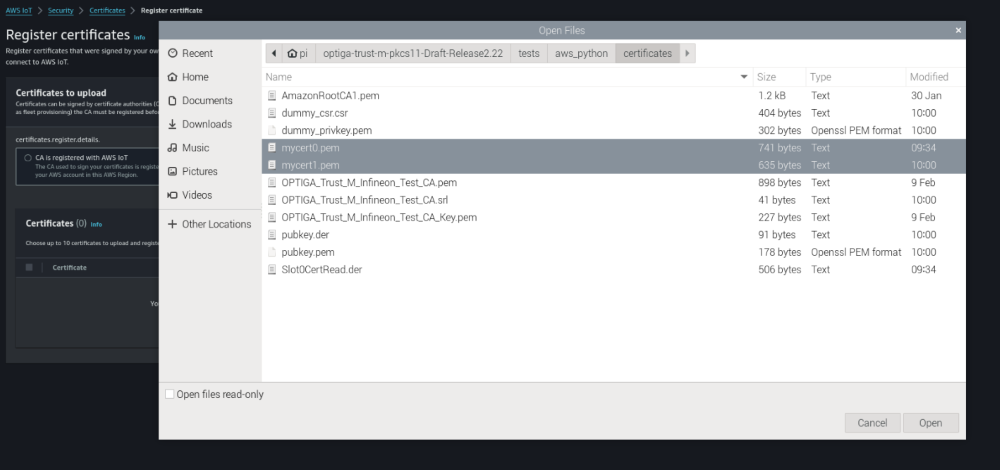 AWS IoT > Security > Certificates > Register certificate
Register certificates Info
Register certificates that were signed by your ow
connect to AWS IoT.
Certificates to upload
Certificates can be signed by certificate authorities (C
as fleet provisioning) the CA must be registered befor
certificates.register.details.
CA is registered with AWS IoT
The CA used to sign your certificates is registe
your AWS account in this AWS Region.
Certificates (0) Info
Choose up to 10 certificates to upload and regist
Certificate
Yo
Open Files
Recent
Home
Documents
Downloads
Music
Pictures
Videos
Other Locations
pi optiga-trust-m-pkcs11-Draft-Release2.22 tests aws_python certificates
Name Size Type Modified
AmazonRootCA1.pem 1.2 kB Text 30 Jan
dummy_csr.csr 404 bytes Text 10:00
dummy_privkey.pem 302 bytes Openssl PEM format 10:00
mycert0.pem 741 bytes Text 09:34
mycert1.pem 635 bytes Text 10:00
OPTIGA_Trust_M_Infineon_Test_CA.pem 898 bytes Text 9 Feb
OPTIGA_Trust_M_Infineon_Test_CA.srl 41 bytes Text 10:00
OPTIGA_Trust_M_Infineon_Test_CA_Key.pem 227 bytes Text 9 Feb
pubkey.der 91 bytes Text 10:00
pubkey.pem 178 bytes Openssl PEM format 10:00
Slot0CertRead.der 506 bytes Text 09:34
Open files read-only
Cancel Open